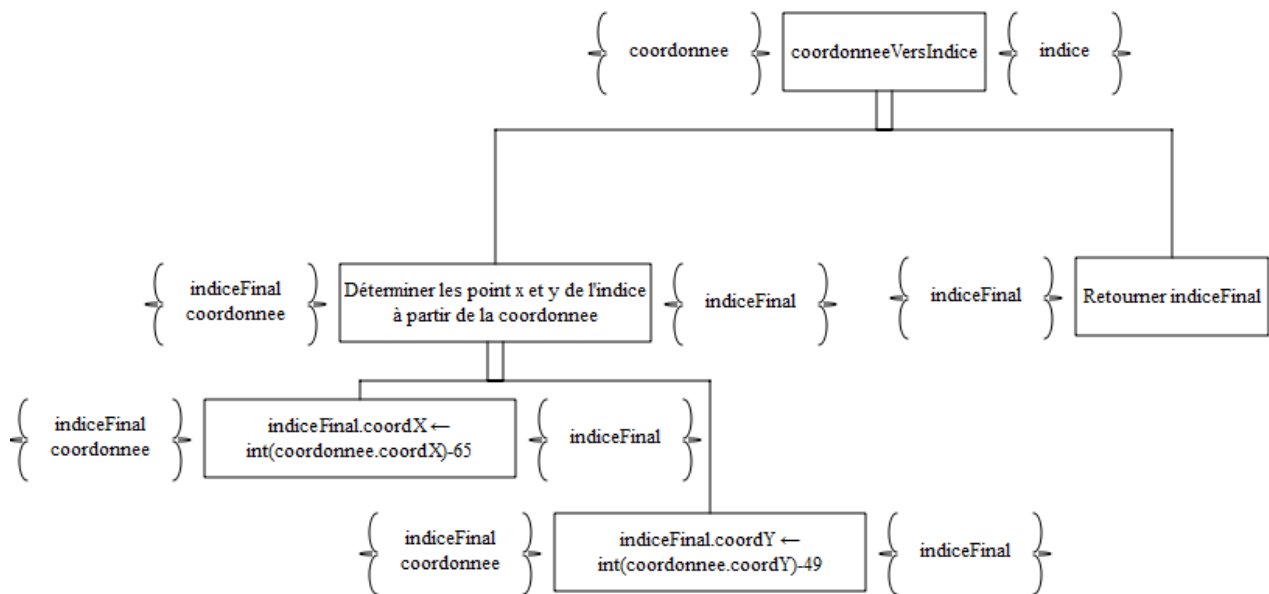 coordonnee
coordonneeVersIndice
indice
indiceFinal
coordonnee
Déterminer les point x et y de l'indice
à partir de la coordonnee
indiceFinal
indiceFinal
Retourner indiceFinal
indiceFinal
coordonnee
indiceFinal.coordX ←
int(coordonnee.coordX)-65
indiceFinal
indiceFinal
coordonnee
indiceFinal.coordY ←
int(coordonnee.coordY)-49
indiceFinal